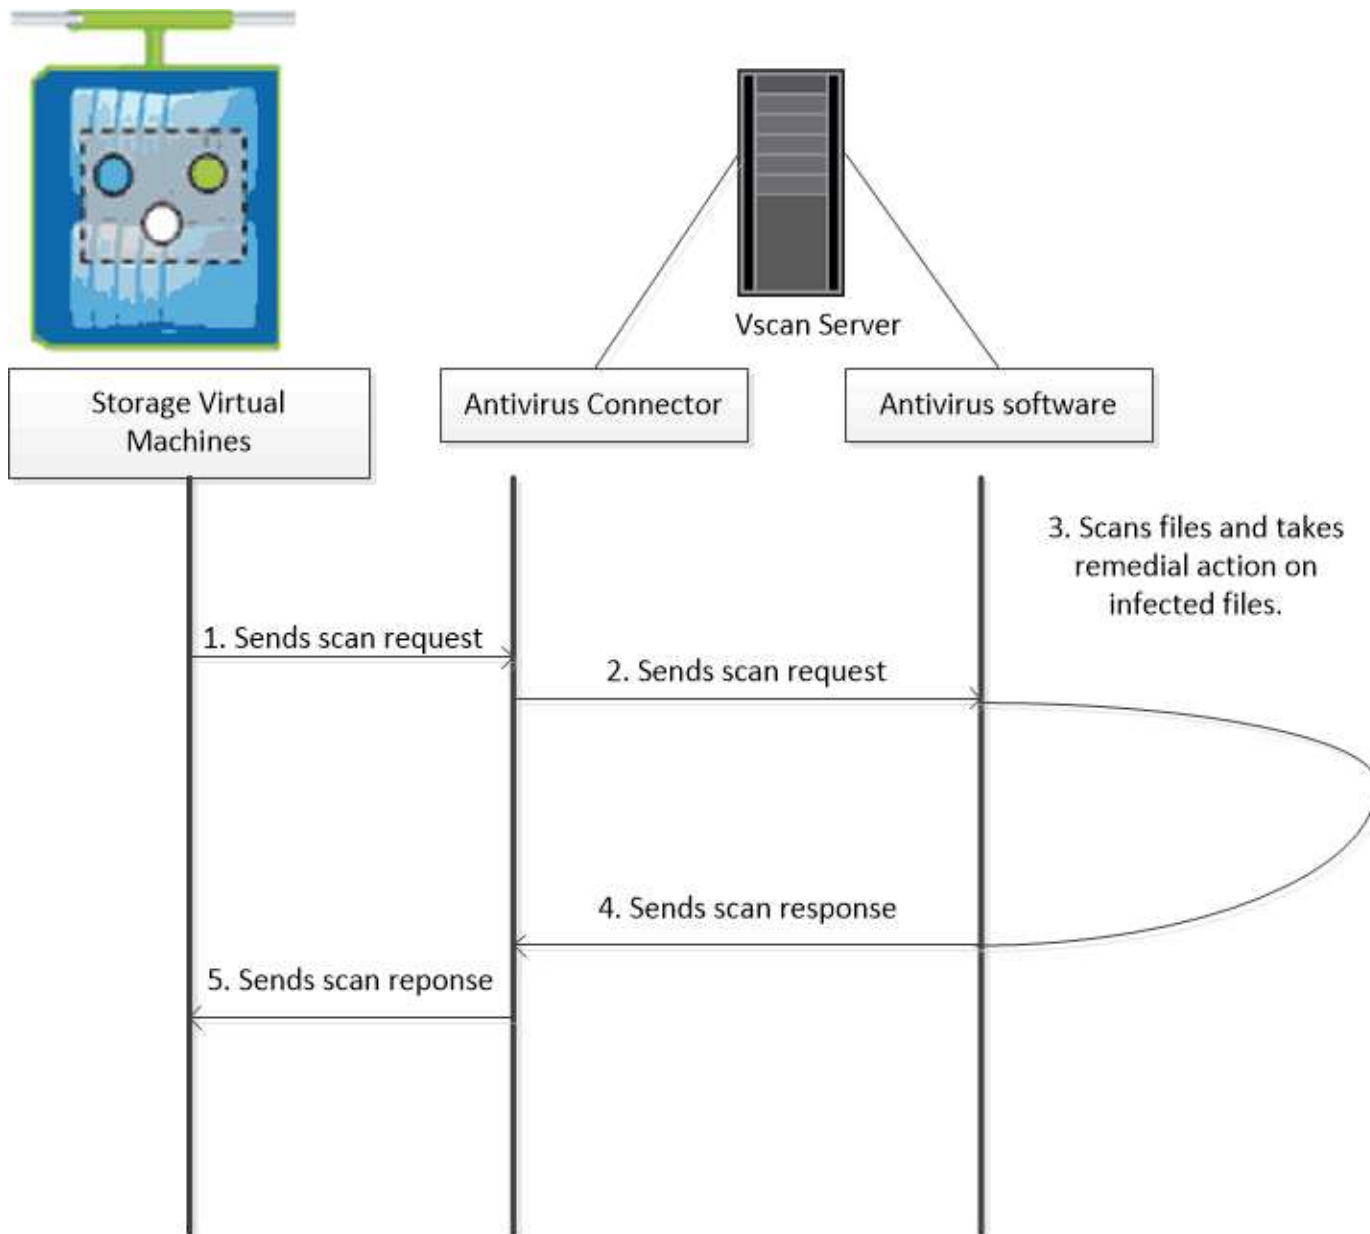 Vscan Server
Storage Virtual
Machines
Antivirus Connector
Antivirus software
3. Scans files and takes
remedial action on
infected files.
1. Sends scan request
2. Sends scan request
4. Sends scan response
5. Sends scan reponse